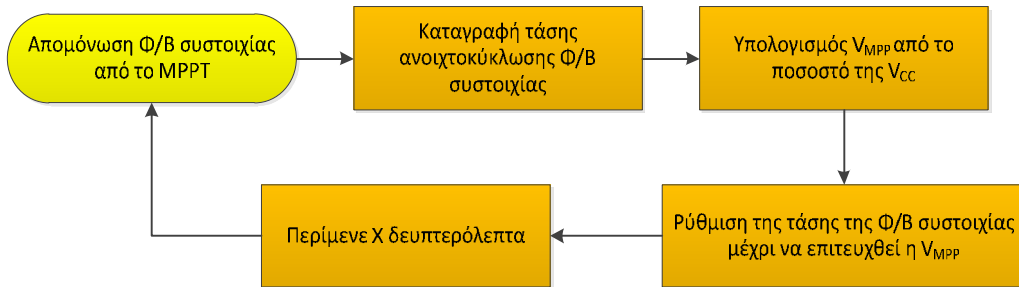 Απομόνωση Φ/Β συστοιχίας
από το MPPT
Καταγραφή τάσης
ανοιχτοκύκλωσης Φ/Β
συστοιχίας
Υπολογισμός VMPP από το
ποσοστό της VCC
Ρύθμιση της τάσης της Φ/Β συστοιχίας
μέχρι να επιτευχθεί η VMPP
Περίμενε Χ δευτερόλεπτα